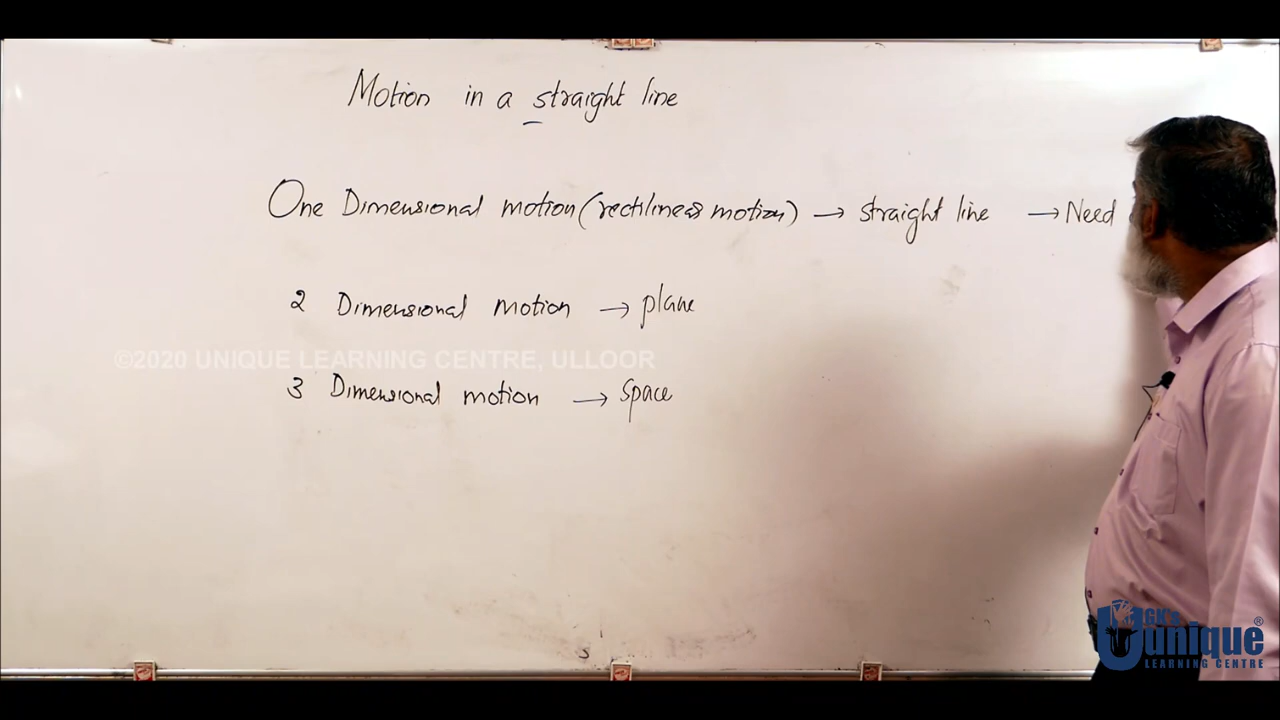 Motion in a straight line
One Dimensional motion (rectilinear motion) → straight line → Need
2 Dimensional motion → plane
©2020 UNIQUE LEARNING CENTRE, ULLOOR
3 Dimensional motion → space
GK's
Unique ®
LEARNING CENTRE